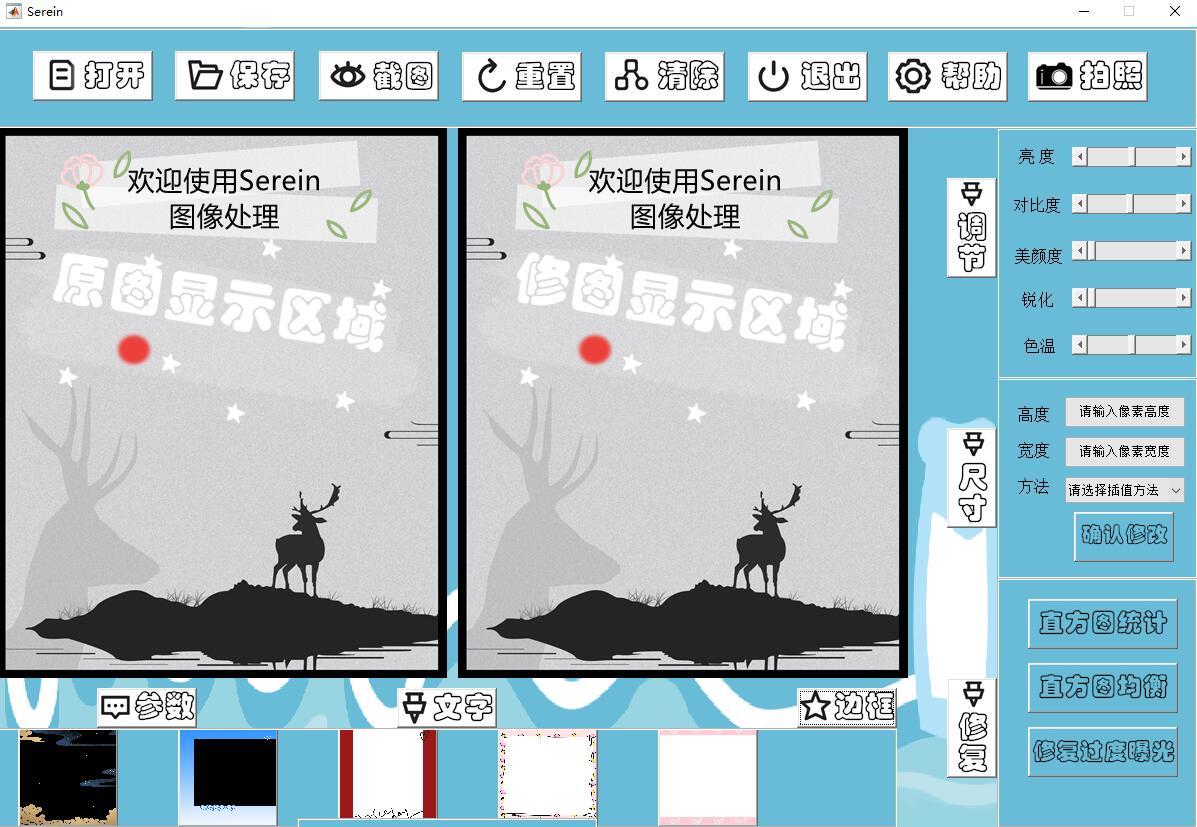 Serein
打开
保存
截图
重置
清除
退出
帮助
拍照
欢迎使用Serein
图像处理
原图显示区域
欢迎使用Serein
图像处理
修图显示区域
调节
亮度
对比度
美颜度
锐化
色温
尺寸
高度
请输入像素高度
宽度
请输入像素宽度
方法
请选择插值方法
确认修改
修复
直方图统计
直方图均衡
修复过度曝光
参数
文字
边框